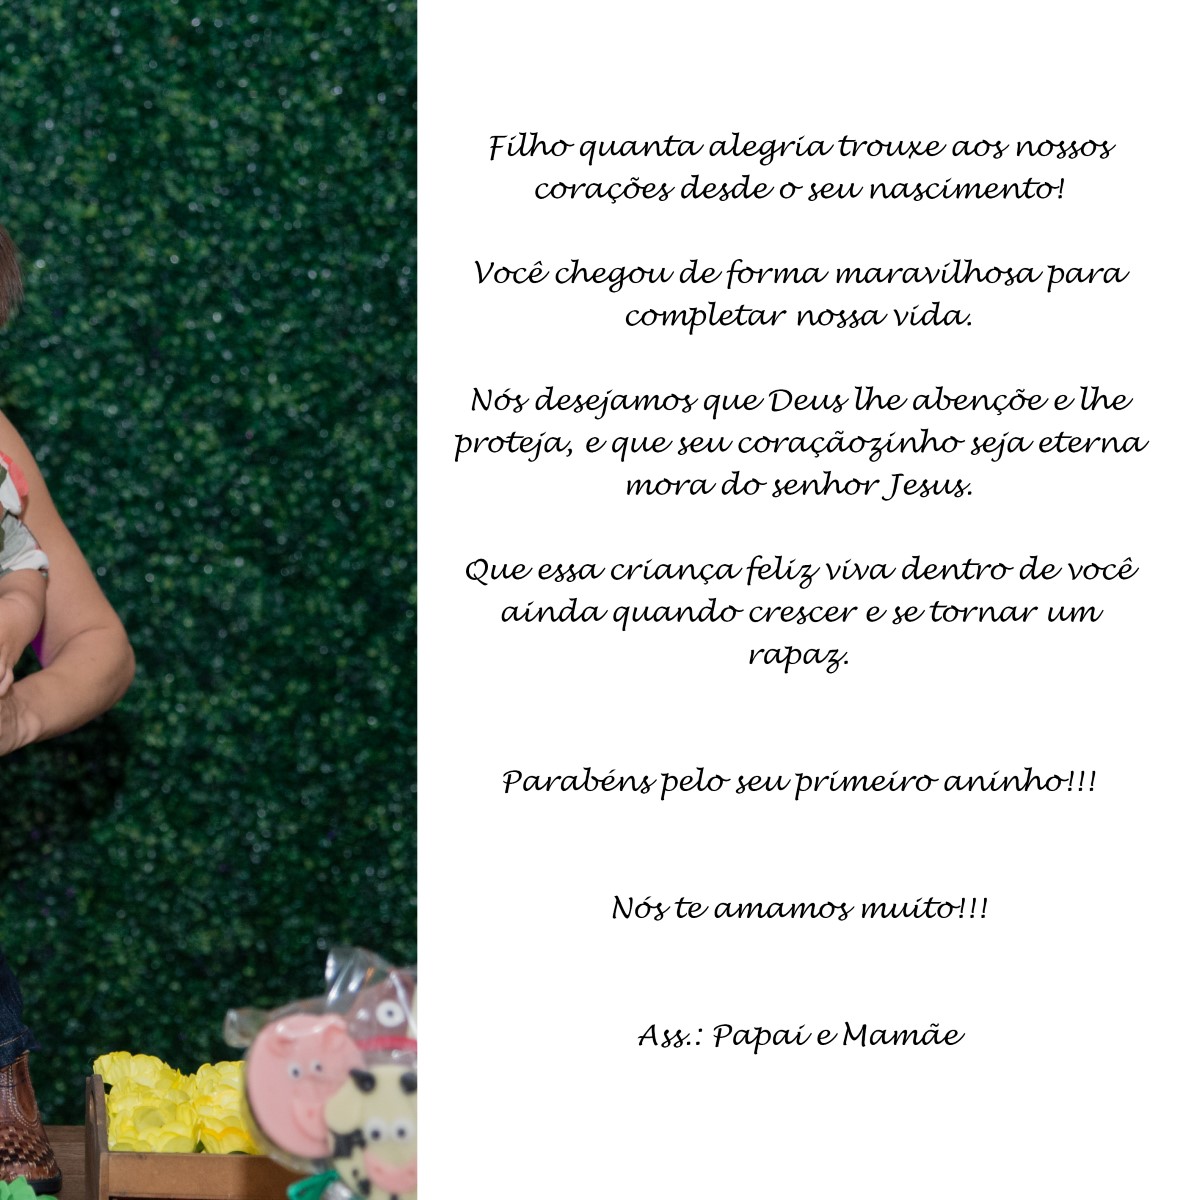 Filho quanta alegria trouxe aos nossos
corações desde o seu nascimento!
Você chegou de forma maravilhosa para
completar nossa vida.
Nós desejamos que Deus lhe abençõe e lhe
proteja, e que seu coraçãozinho seja eterna
mora do senhor Jesus.
Que essa criança feliz viva dentro de você
ainda quando crescer e se tornar um
rapaz.
Parabéns pelo seu primeiro aninho!!!
Nós te amamos muito!!!
Ass.: Papai e Mamãe